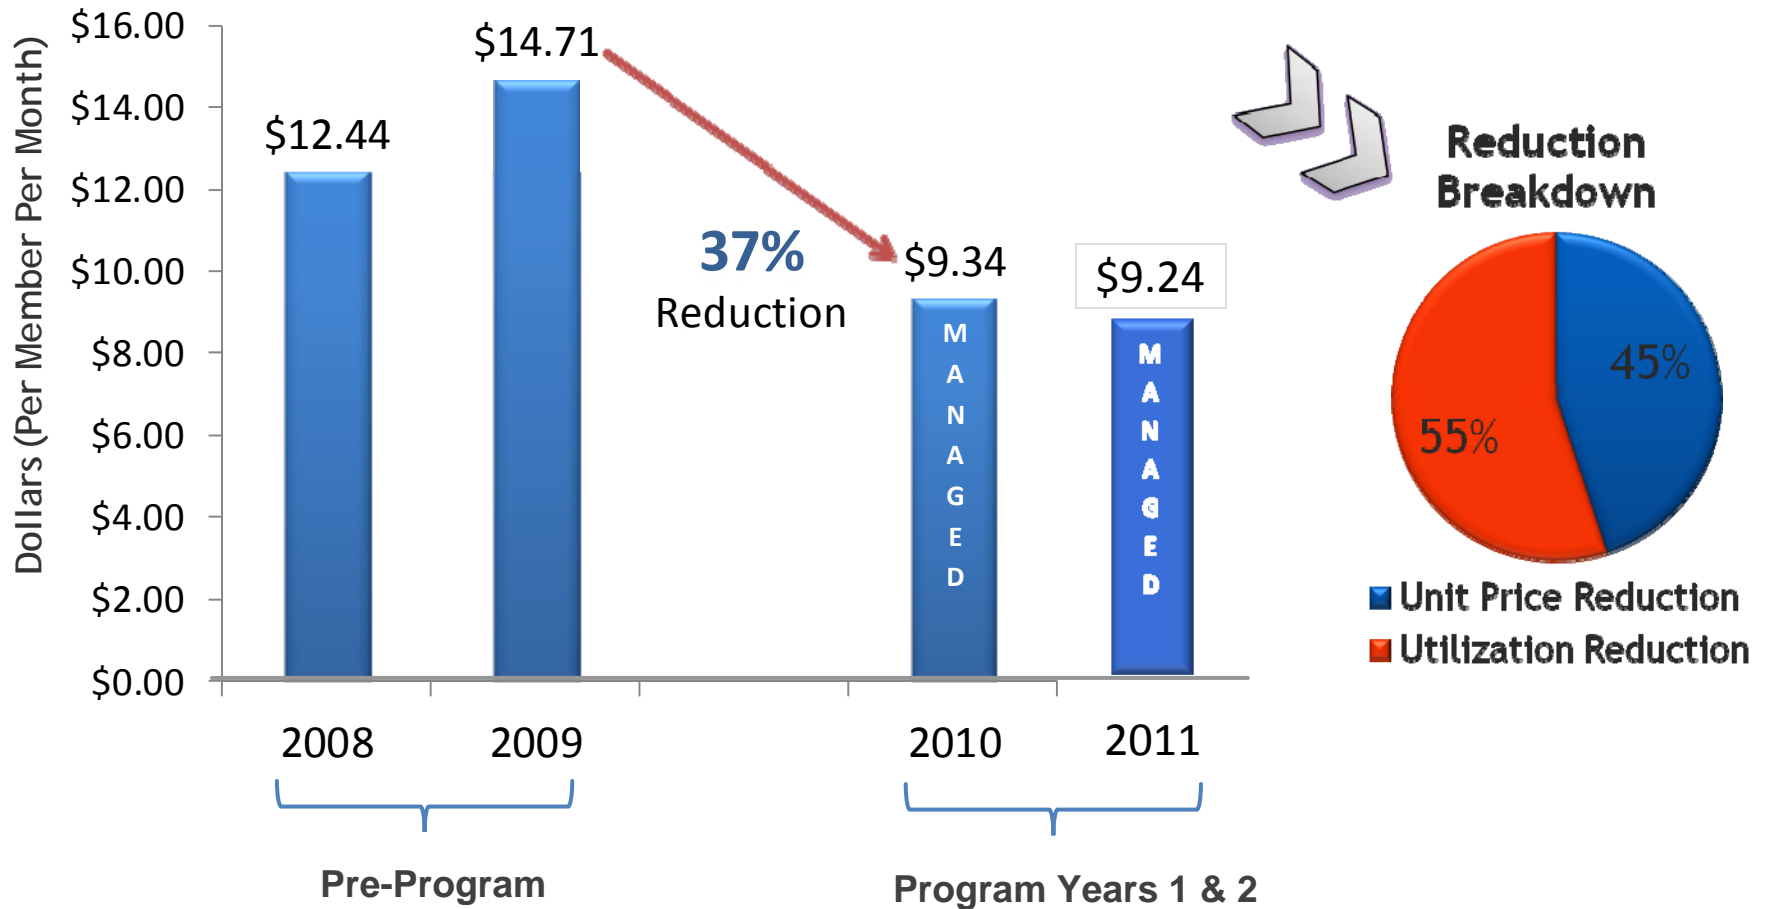 Dollars (Per Member Per Month)
$16.00
$14.00
$12.00
$10.00
$8.00
$6.00
$4.00
$2.00
$0.00
$12.44
$14.71
37%
Reduction
$9.34
$9.24
MANAGED
MANAGED
2008
2009
2010
2011
Pre-Program
Program Years 1 & 2
Reduction
Breakdown
45%
55%
Unit Price Reduction
Utilization Reduction